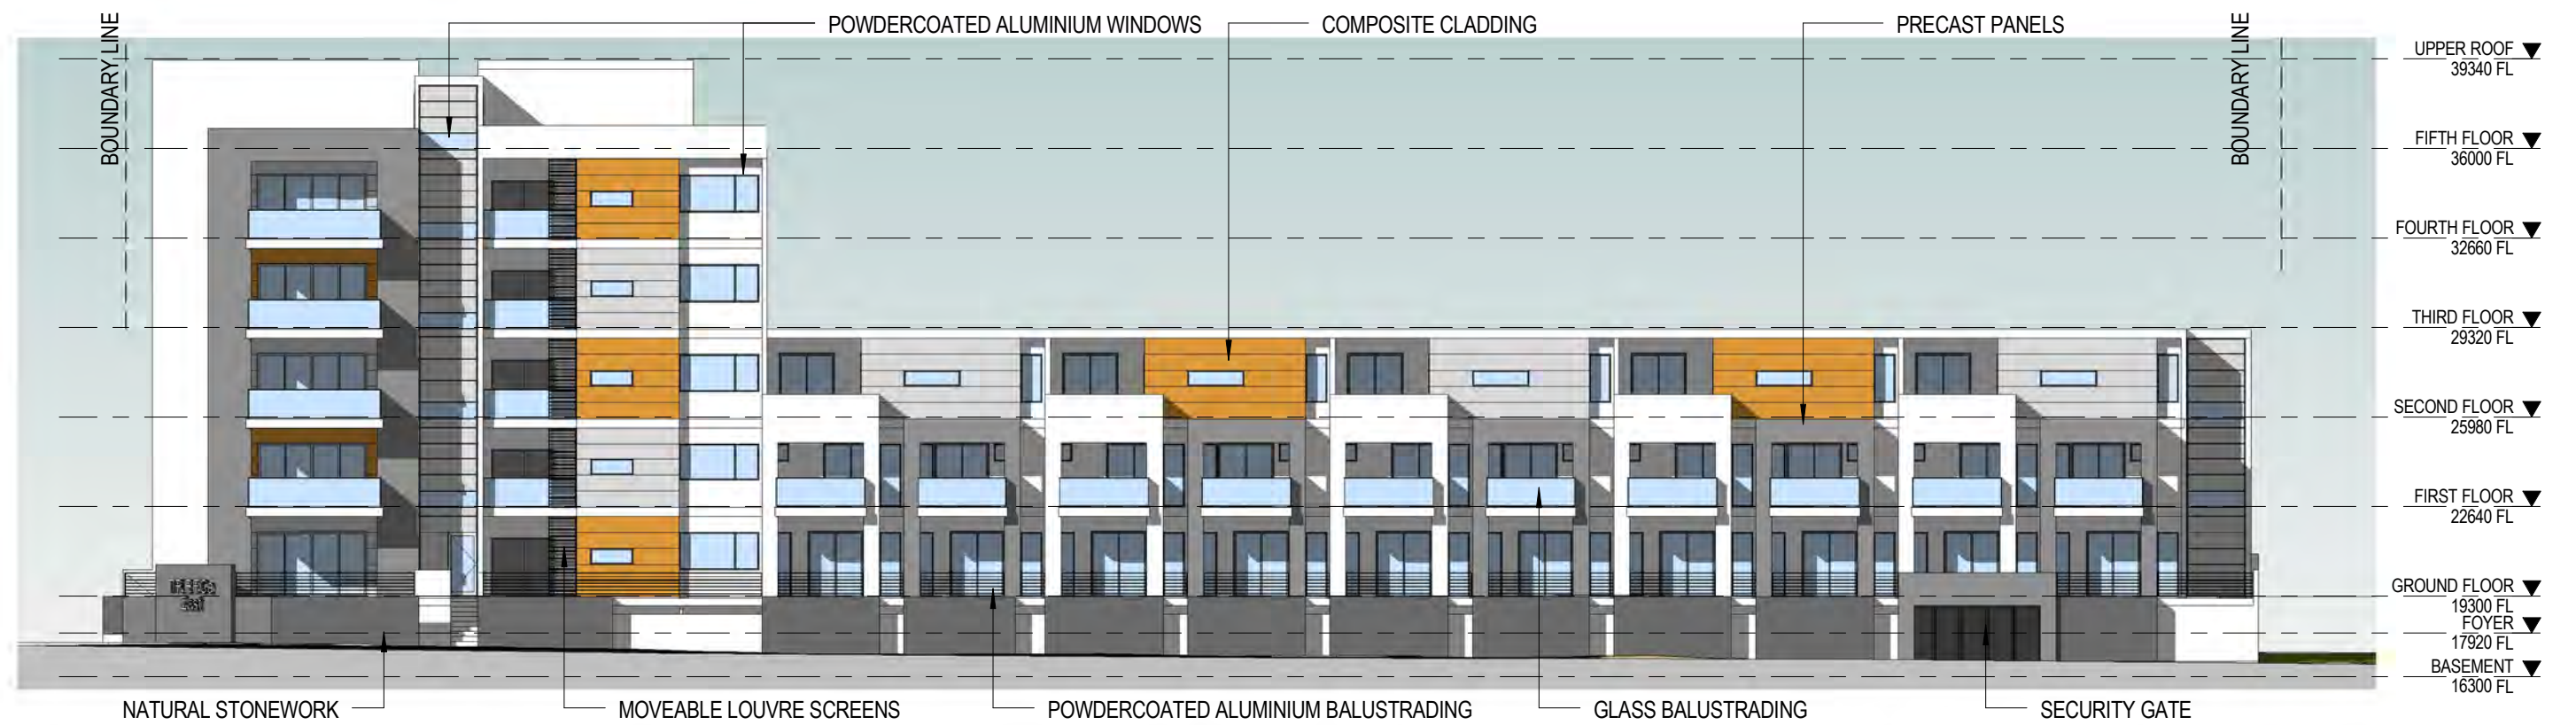 POWDERCOATED ALUMINIUM WINDOWS
COMPOSITE CLADDING
PRECAST PANELS
BOUNDARY LINE
BOUNDARY LINE
UPPER ROOF
39340 FL
FIFTH FLOOR
36000 FL
FOURTH FLOOR
32660 FL
THIRD FLOOR
29320 FL
SECOND FLOOR
25980 FL
FIRST FLOOR
22640 FL
GROUND FLOOR
19300 FL
FOYER
17920 FL
BASEMENT
16300 FL
NATURAL STONEWORK
MOVEABLE LOUVRE SCREENS
POWDERCOATED ALUMINIUM BALUSTRADING
GLASS BALUSTRADING
SECURITY GATE